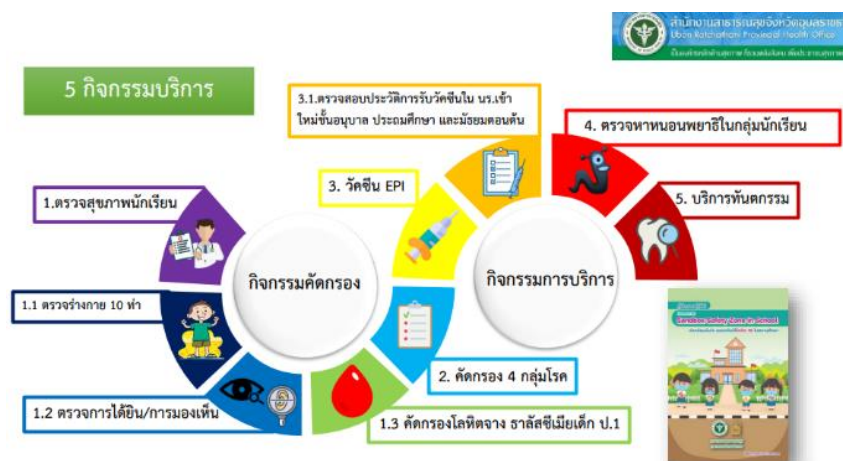 สำนักงานสาธารณสุขจังหวัดอุบลราชธานี
Ubon Ratchathani Provincial Health Office
5 กิจกรรมบริการ
3.1.ตรวจสอบประวัติการรับวัคซีนใน นร.เข้า
ใหม่ชั้นอนุบาล ประถมศึกษา และมัธยมตอนต้น
4. ตรวจหาหนอนพยาธิในกลุ่มนักเรียน
3. วัคซีน EPI
1.ตรวจสุขภาพนักเรียน
5. บริการทันตกรรม
กิจกรรมคัดกรอง
กิจกรรมการบริการ
1.1 ตรวจร่างกาย 10 ท่า
2. คัดกรอง 4 กลุ่มโรค
1.2 ตรวจการได้ยิน/การมองเห็น
1.3 คัดกรองโลหิตจาง ธาลัสซีเมียเด็ก ป.1
Sandbox Safety Zone in School